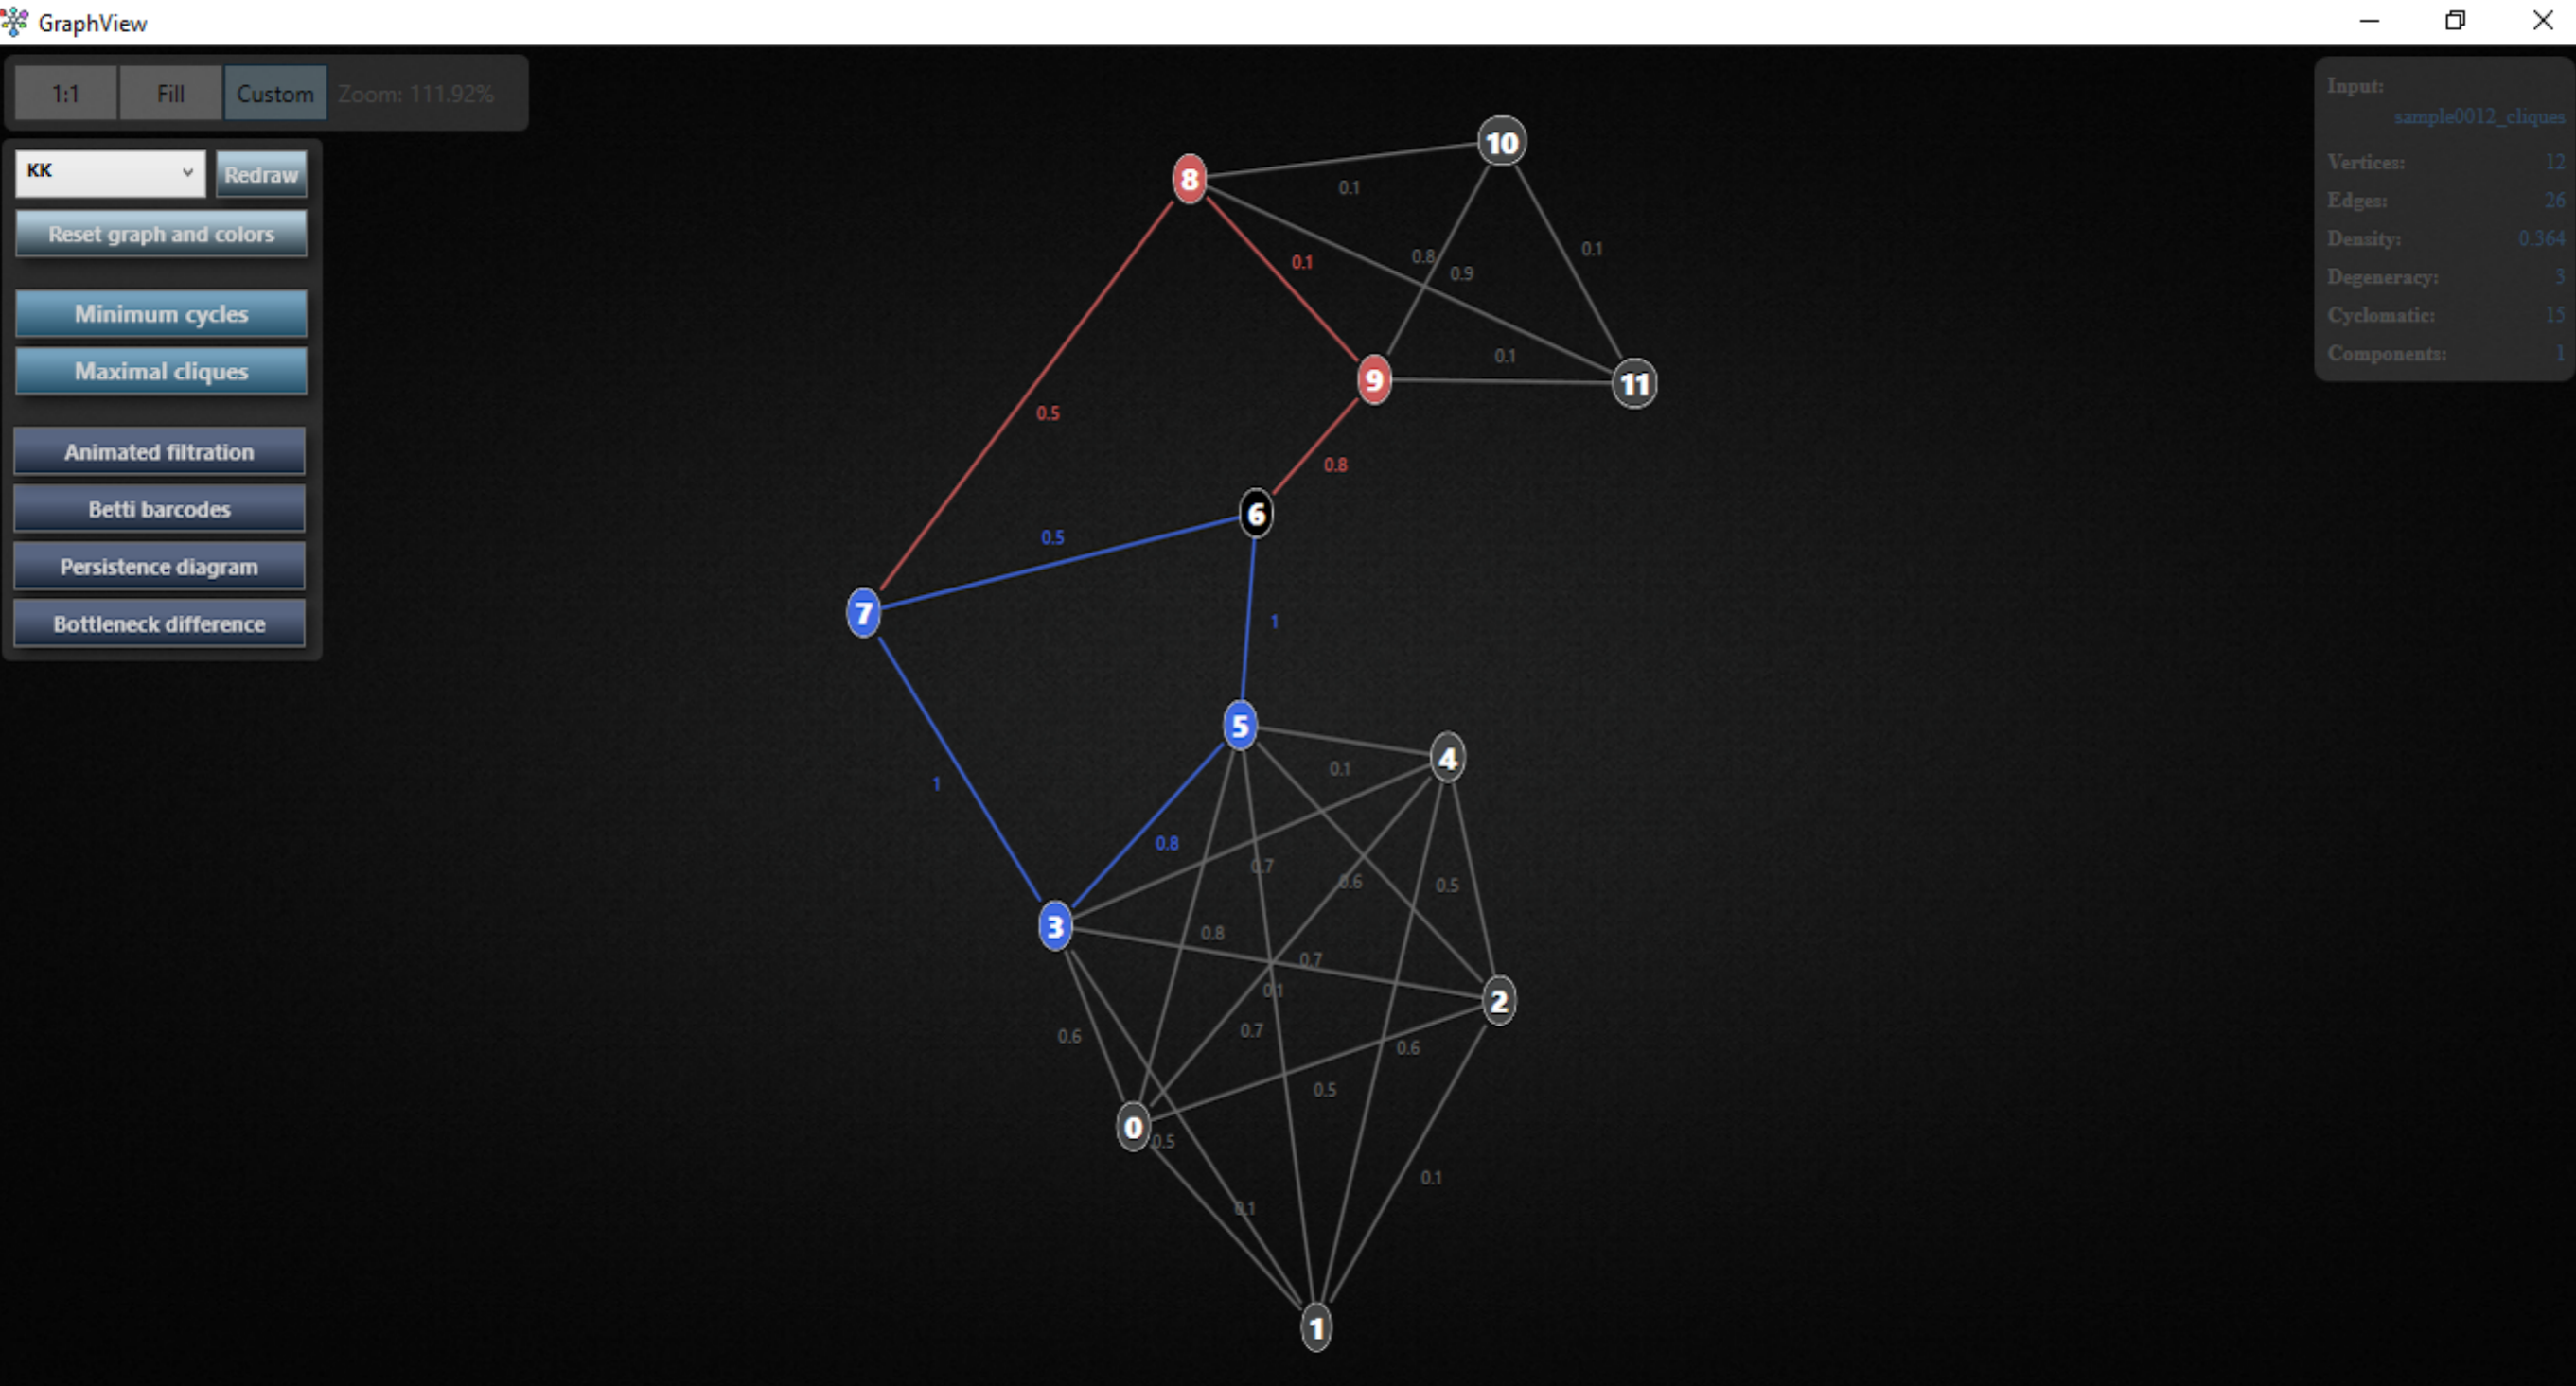 GraphView
1:1 Fill Custom Zoom: 111.92%
KK Redraw
Reset graph and colors
Minimum cycles
Maximal cliques
Animated filtration
Betti barcodes
Persistence diagram
Bottleneck difference
Input:
sample0012_cliques
Vertices: 12
Edges: 26
Density: 0.364
Degeneracy: 3
Cyclomatic: 15
Components: 1
10
8
0.1
0.1
0.1
0.8
0.9
0.1
9
11
0.5
0.8
6
0.5
7
1
5
4
0.1
1
0.8
0.7
0.6
0.5
3
0.8
0.7
0.1
2
0.7
0.6
0.6
0.5
0
0.5
0.1
0.1
1